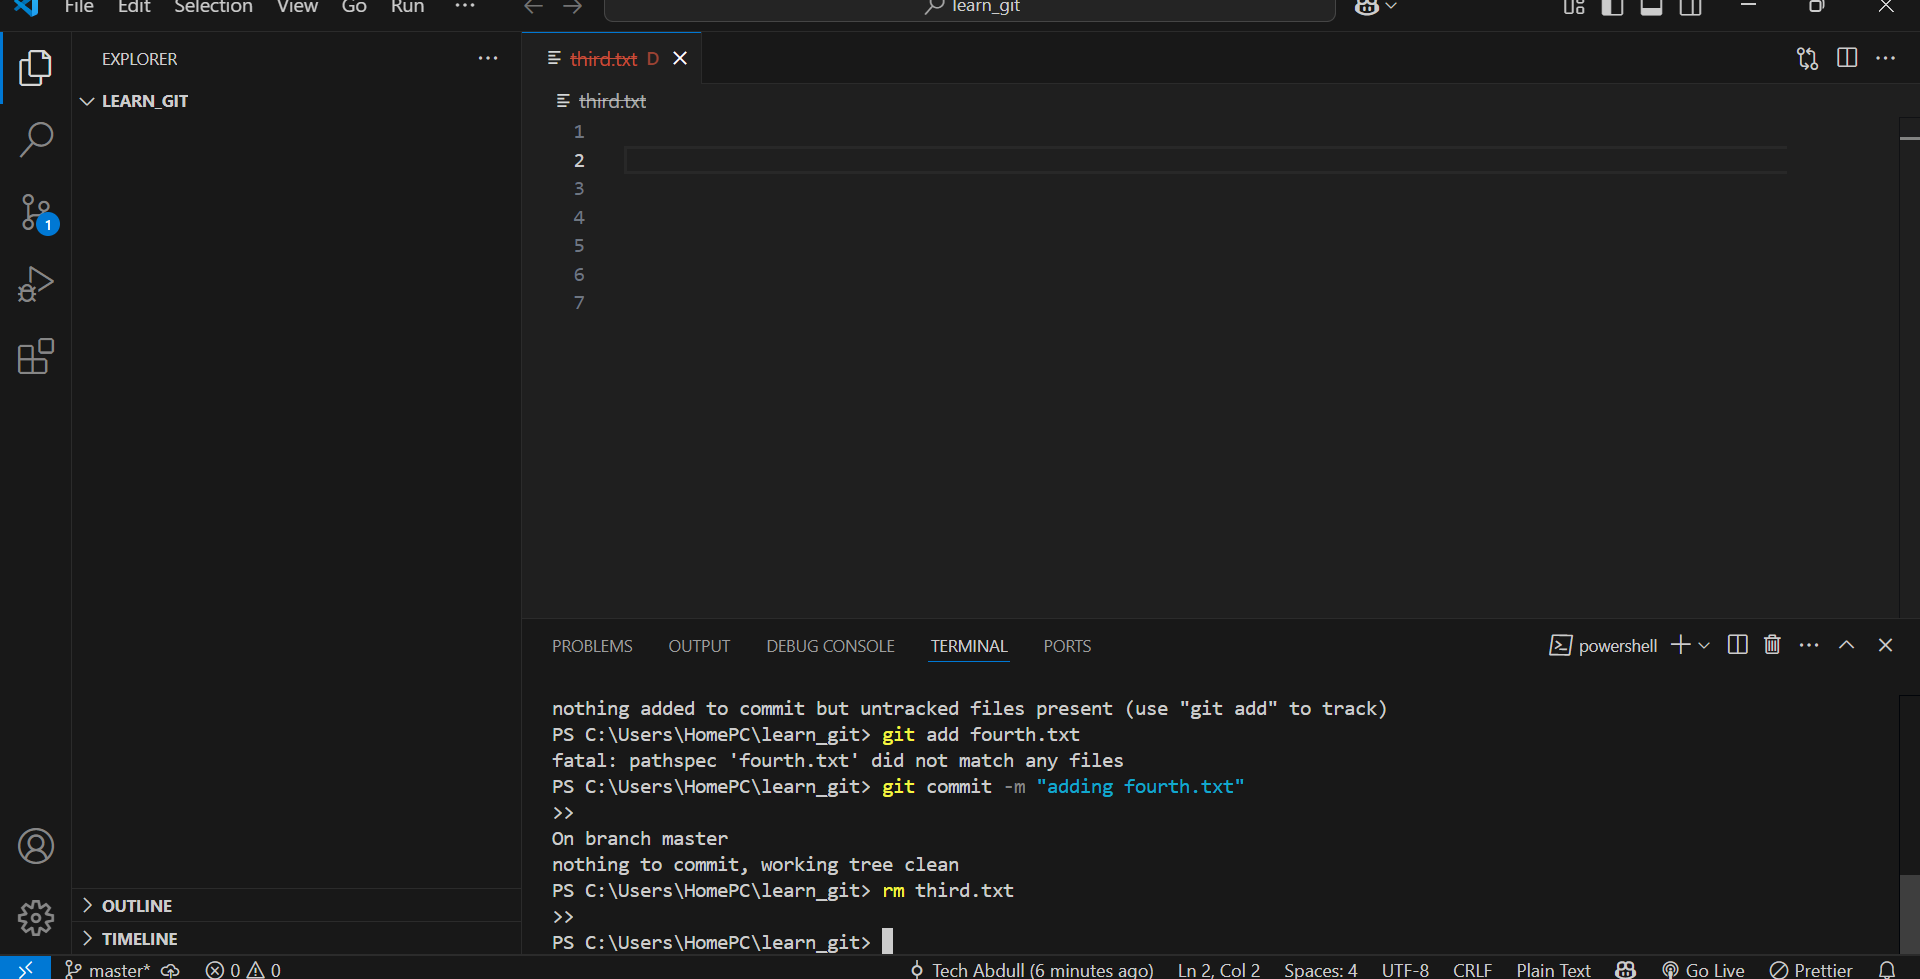 File Edit Selection View Go Run ··· learn_git
EXPLORER ···
LEARN_GIT
third.txt D
third.txt
1
2
3
4
5
6
7
1
PROBLEMS OUTPUT DEBUG CONSOLE TERMINAL PORTS powershell
nothing added to commit but untracked files present (use "git add" to track)
PS C:\Users\HomePC\learn_git> git add fourth.txt
fatal: pathspec 'fourth.txt' did not match any files
PS C:\Users\HomePC\learn_git> git commit -m "adding fourth.txt"
>>
On branch master
nothing to commit, working tree clean
PS C:\Users\HomePC\learn_git> rm third.txt
>>
PS C:\Users\HomePC\learn_git>
OUTLINE
TIMELINE
master* 0 0 Tech Abdull (6 minutes ago) Ln 2, Col 2 Spaces: 4 UTF-8 CRLF Plain Text Go Live Prettier